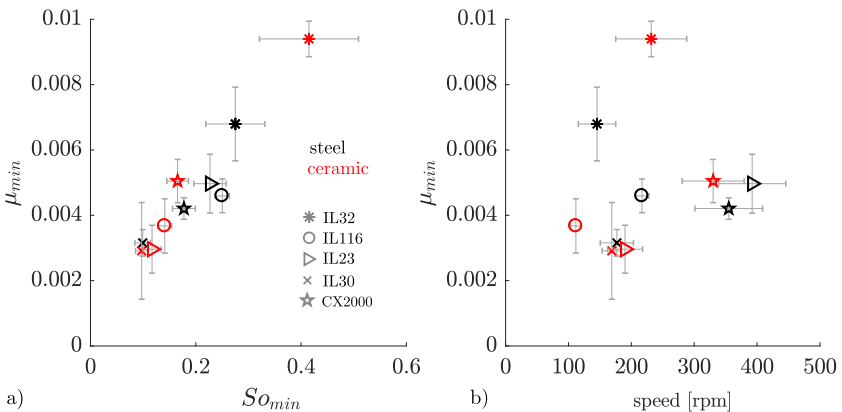 0.01
0.008
0.006
0.004
0.002
0
μmin
0 0.2 0.4 0.6
Somin
a)
steel
ceramic
IL32
IL116
IL23
IL30
CX2000
0.01
0.008
0.006
0.004
0.002
0
μmin
0 100 200 300 400 500
speed [rpm]
b)